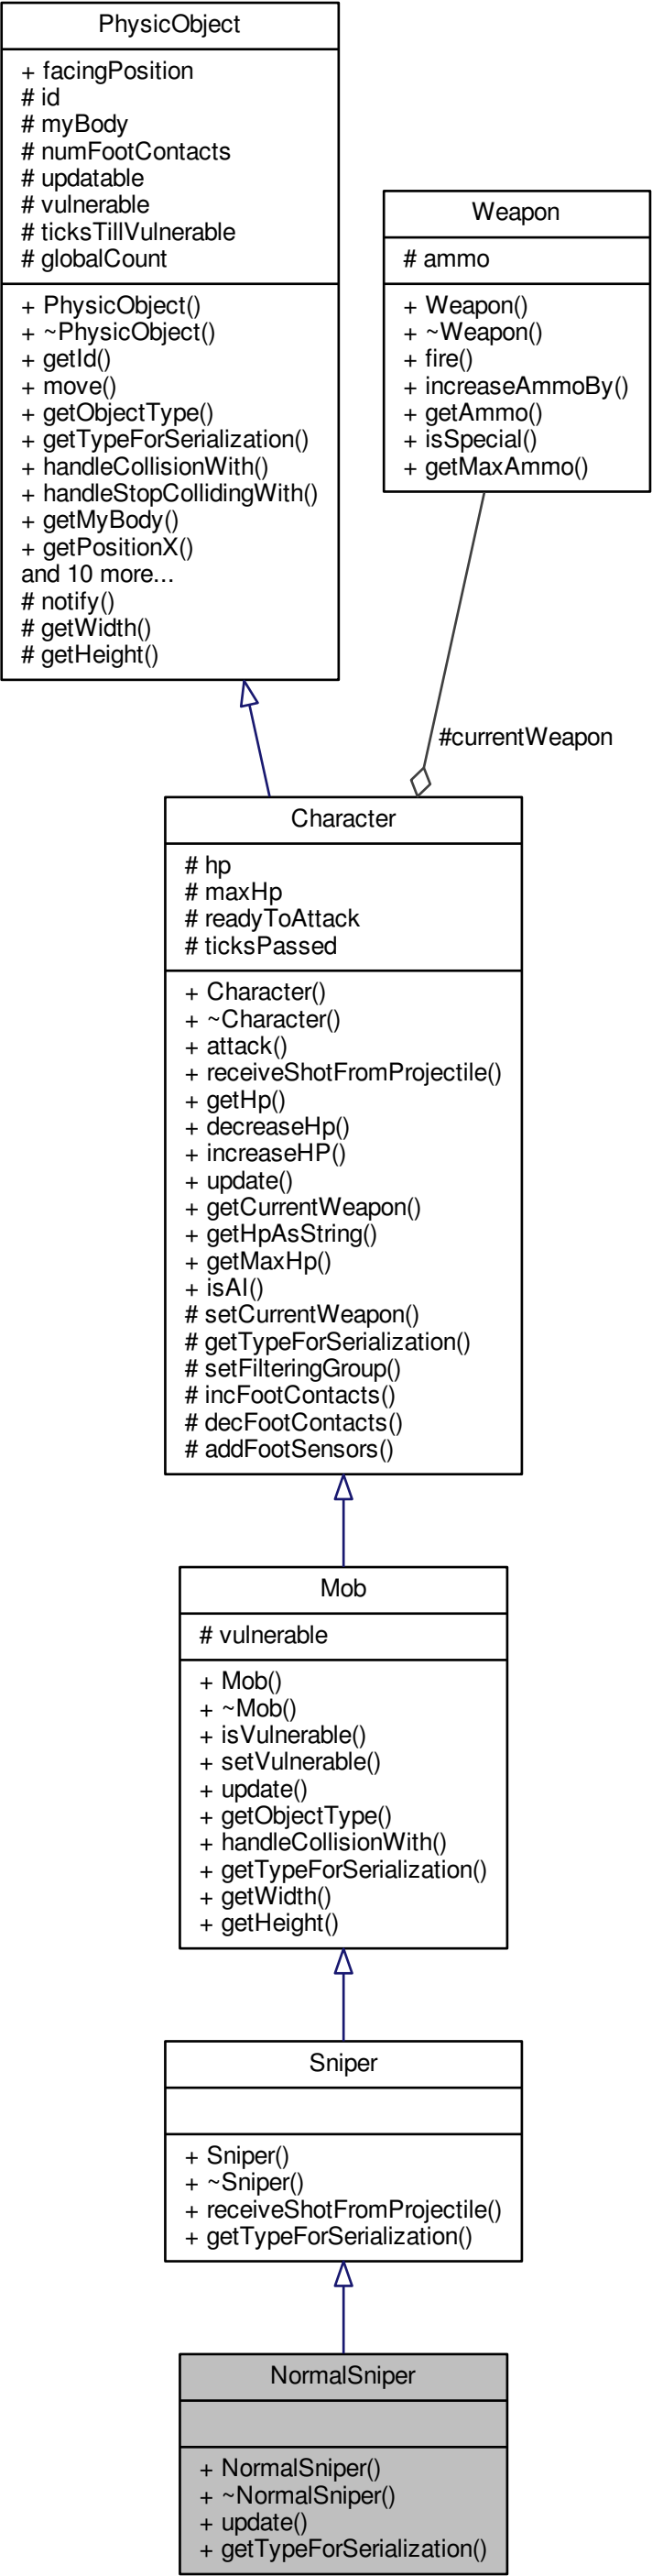 PhysicObject
+ facingPosition
# id
# myBody
# numFootContacts
# updatable
# vulnerable
# ticksTillVulnerable
# globalCount
+ PhysicObject()
+ ~PhysicObject()
+ getId()
+ move()
+ getObjectType()
+ getTypeForSerialization()
+ handleCollisionWith()
+ handleStopCollidingWith()
+ getMyBody()
+ getPositionX()
and 10 more...
# notify()
# getWidth()
# getHeight()
Weapon
# ammo
+ Weapon()
+ ~Weapon()
+ fire()
+ increaseAmmoBy()
+ getAmmo()
+ isSpecial()
+ getMaxAmmo()
#currentWeapon
Character
# hp
# maxHp
# readyToAttack
# ticksPassed
+ Character()
+ ~Character()
+ attack()
+ receiveShotFromProjectile()
+ getHp()
+ decreaseHp()
+ increaseHP()
+ update()
+ getCurrentWeapon()
+ getHpAsString()
+ getMaxHp()
+ isAI()
# setCurrentWeapon()
# getTypeForSerialization()
# setFilteringGroup()
# incFootContacts()
# decFootContacts()
# addFootSensors()
Mob
# vulnerable
+ Mob()
+ ~Mob()
+ isVulnerable()
+ setVulnerable()
+ update()
+ getObjectType()
+ handleCollisionWith()
+ getTypeForSerialization()
+ getWidth()
+ getHeight()
Sniper
+ Sniper()
+ ~Sniper()
+ receiveShotFromProjectile()
+ getTypeForSerialization()
NormalSniper
+ NormalSniper()
+ ~NormalSniper()
+ update()
+ getTypeForSerialization()